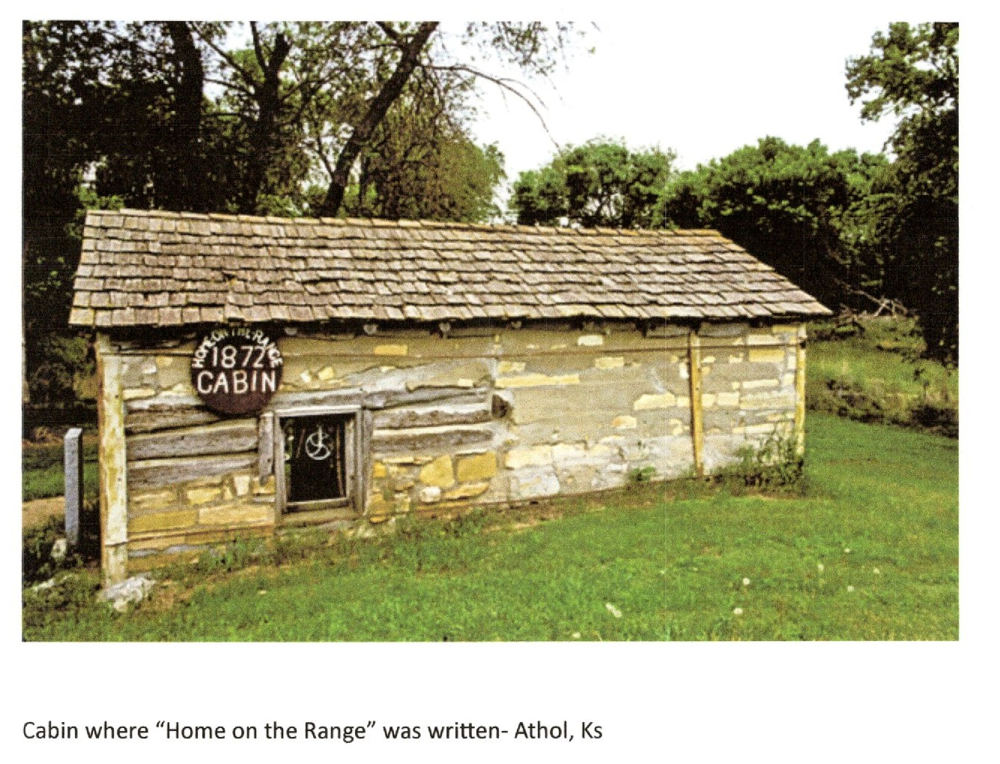 HOME ON THE RANGE
1872
CABIN
Cabin where “Home on the Range” was written- Athol, Ks